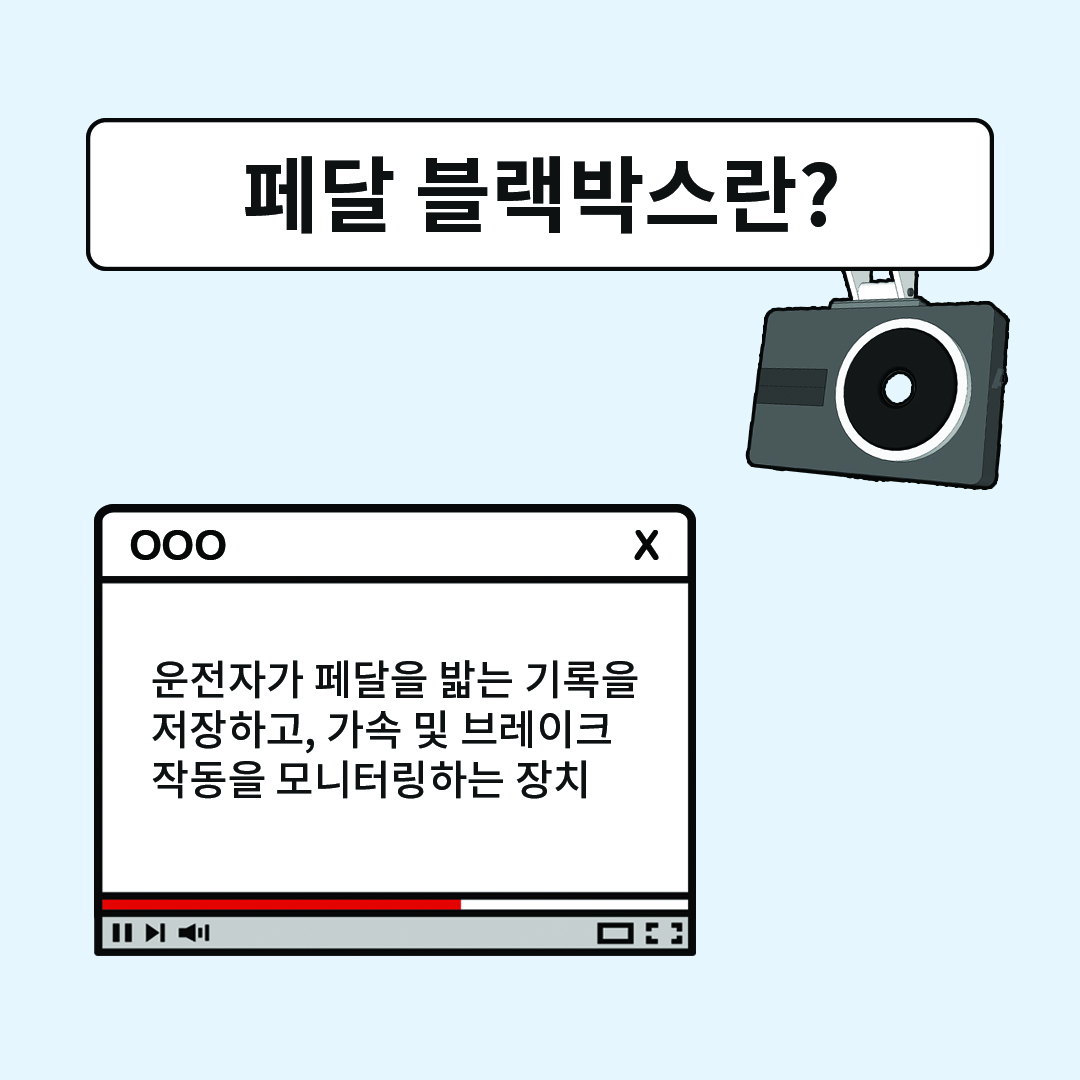 페달 블랙박스란?
OOO X
운전자가 페달을 밟는 기록을
저장하고, 가속 및 브레이크
작동을 모니터링하는 장치